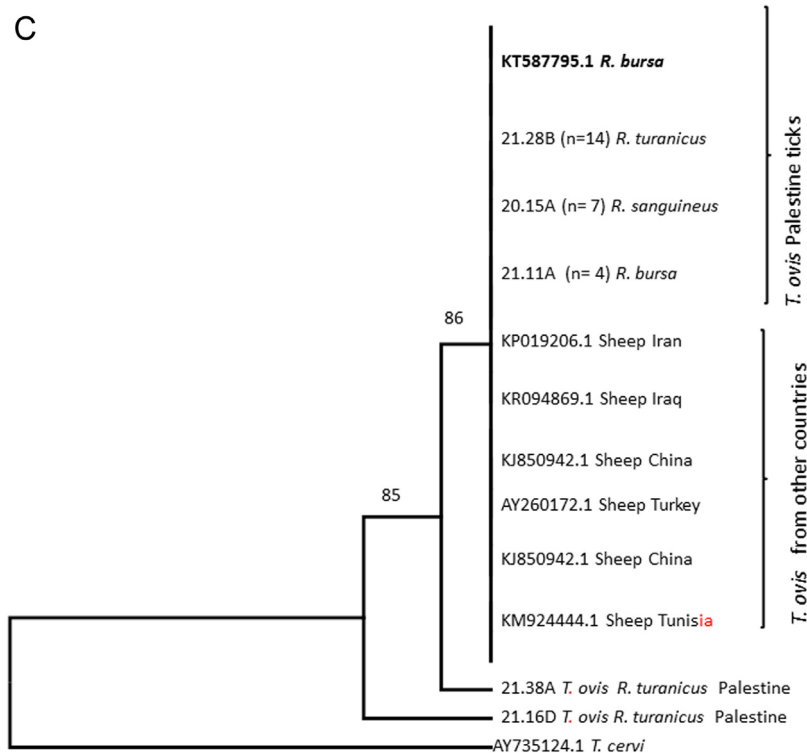 C
KT587795.1 R. bursa
21.28B (n=14) R. turanicus
20.15A (n= 7) R. sanguineus
21.11A (n= 4) R. bursa
T. ovis Palestine ticks
86
KP019206.1 Sheep Iran
KR094869.1 Sheep Iraq
KJ850942.1 Sheep China
AY260172.1 Sheep Turkey
KJ850942.1 Sheep China
KM924444.1 Sheep Tunisia
T. ovis from other countries
85
21.38A T. ovis R. turanicus Palestine
21.16D T. ovis R. turanicus Palestine
AY735124.1 T. cervi